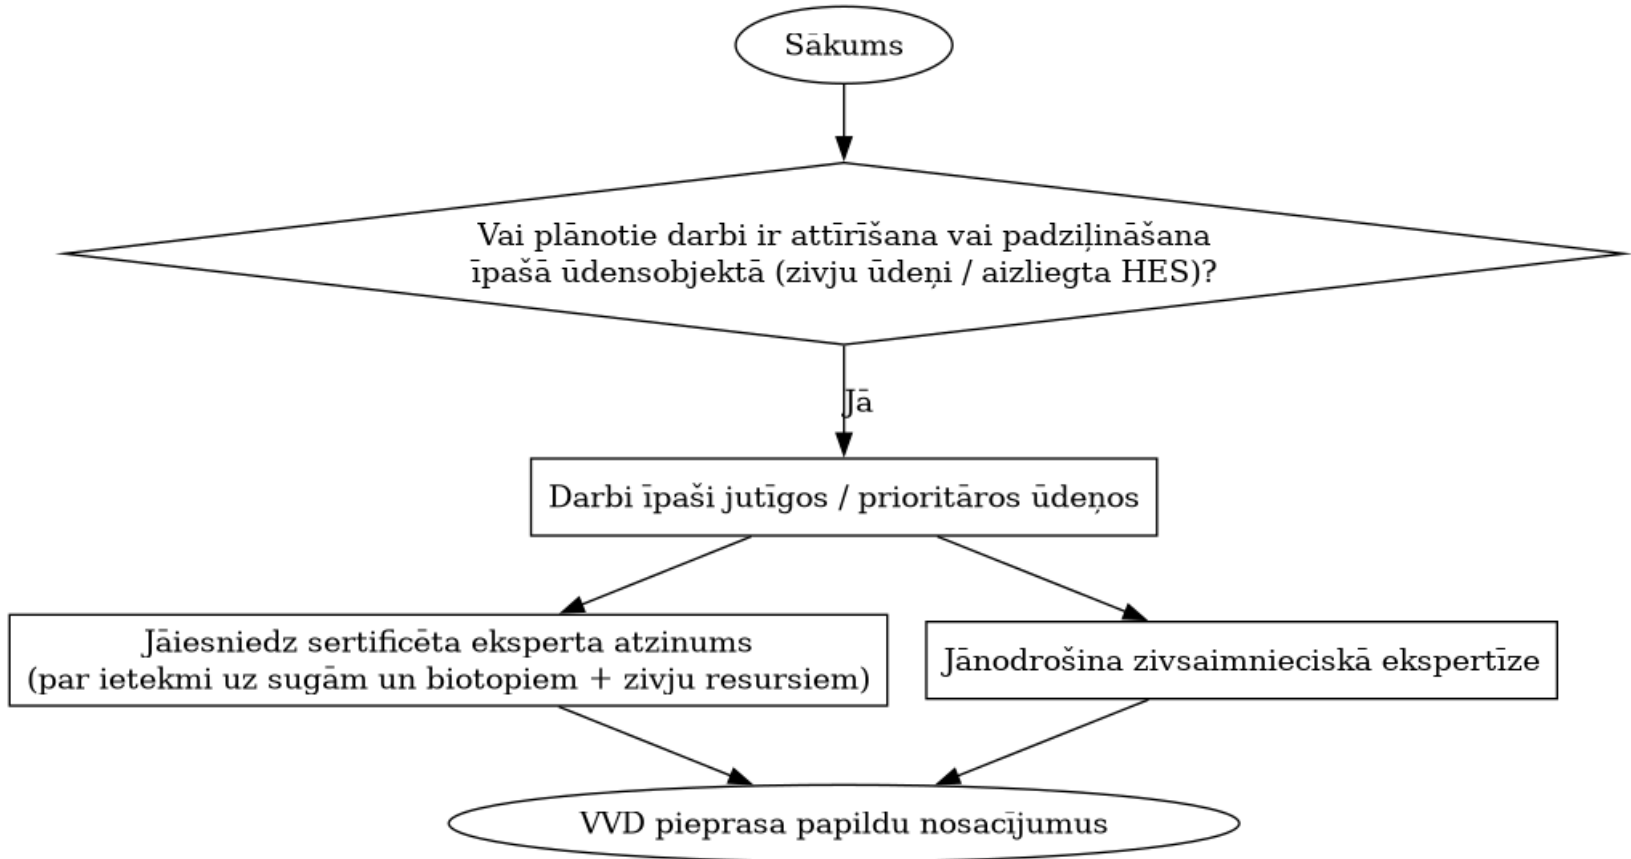 Sākums
Vai plānotie darbi ir attīrīšana vai padziļināšana
īpašā ūdensobjektā (zivju ūdeņi / aizliegta HES)?
Jā
Darbi īpaši jutīgos / prioritāros ūdeņos
Jāiesniedz sertificēta eksperta atzinums
(par ietekmi uz sugām un biotopiem + zivju resursiem)
Jānodrošina zivsaimnieciskā ekspertīze
VVD pieprasa papildu nosacījumus